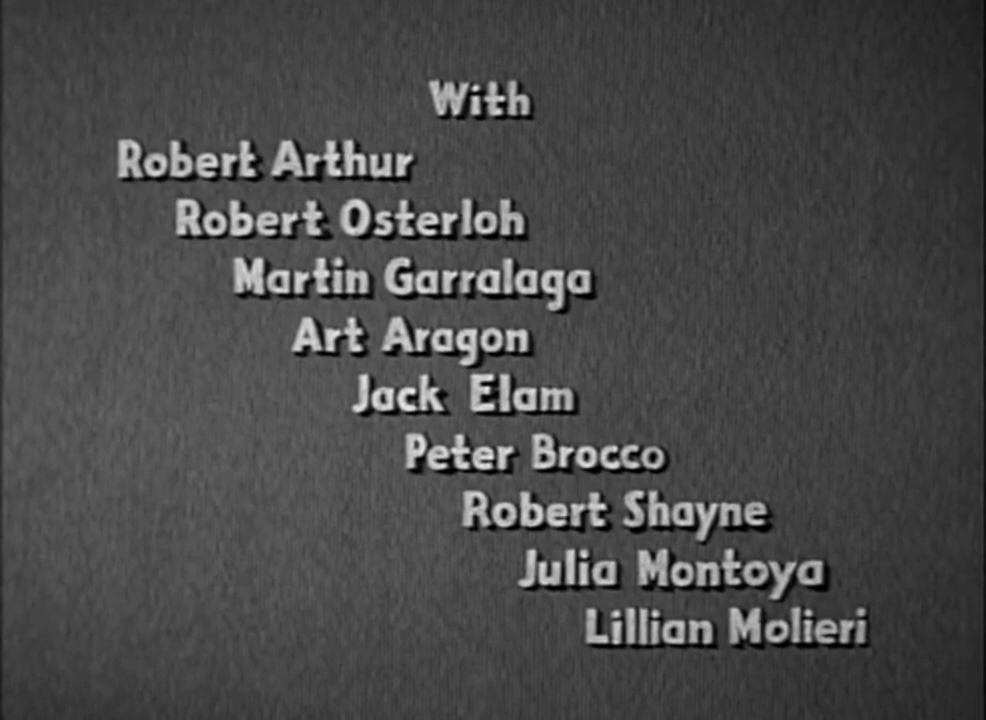 With
Robert Arthur
Robert Osterloh
Martin Garralaga
Art Aragon
Jack Elam
Peter Brocco
Robert Shayne
Julia Montoya
Lillian Molieri